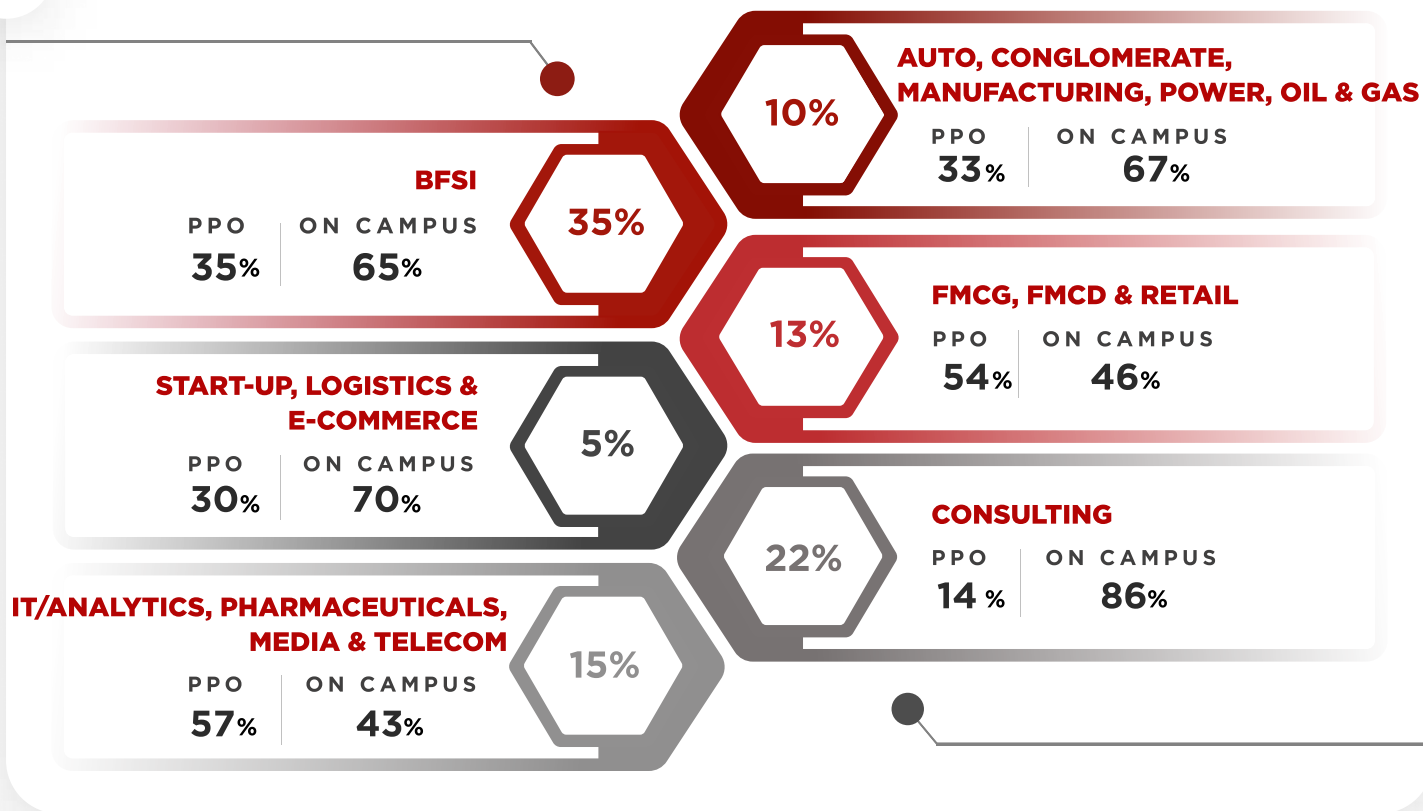 AUTO, CONGLOMERATE,
MANUFACTURING, POWER, OIL & GAS
10%
PPO ON CAMPUS
33% 67%
BFSI
35%
PPO ON CAMPUS
35% 65%
FMCG, FMCD & RETAIL
13%
PPO ON CAMPUS
54% 46%
START-UP, LOGISTICS &
E-COMMERCE
5%
PPO ON CAMPUS
30% 70%
CONSULTING
22%
PPO ON CAMPUS
14 % 86%
IT/ANALYTICS, PHARMACEUTICALS,
MEDIA & TELECOM
15%
PPO ON CAMPUS
57% 43%